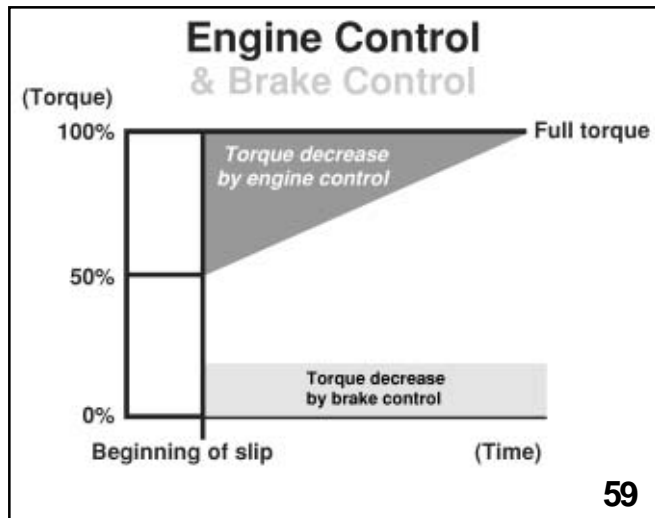 Engine Control
& Brake Control
(Torque)
100%
Full torque
Torque decrease
by engine control
50%
Torque decrease
by brake control
0%
Beginning of slip
(Time)
59